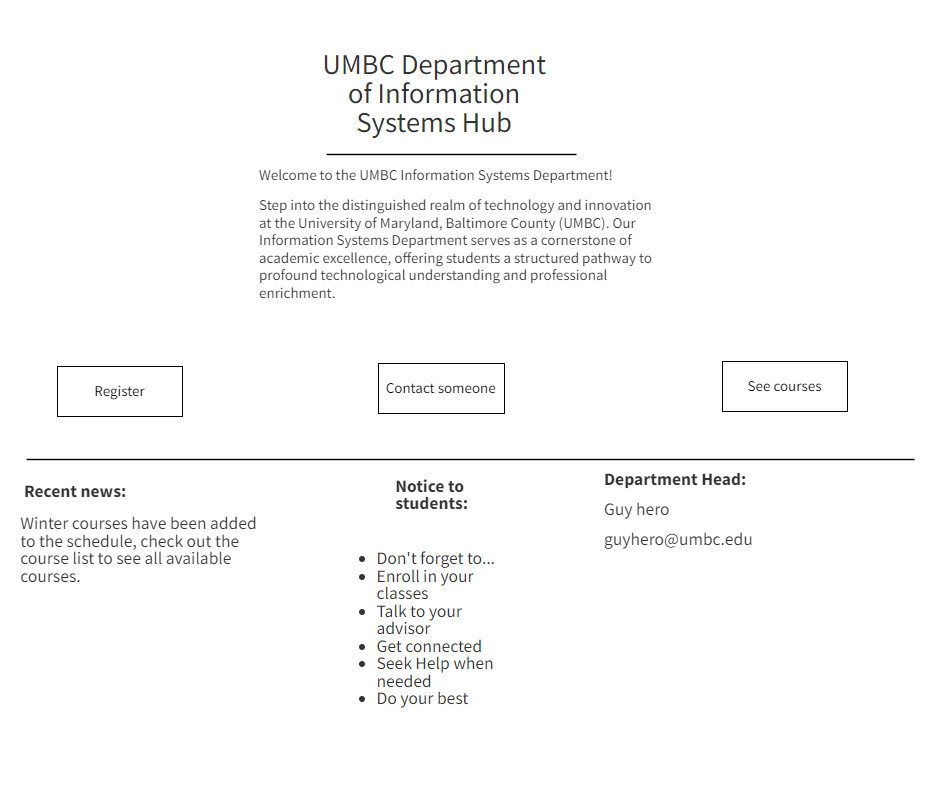 UMBC Department
of Information
Systems Hub
Welcome to the UMBC Information Systems Department!
Step into the distinguished realm of technology and innovation
at the University of Maryland, Baltimore County (UMBC). Our
Information Systems Department serves as a cornerstone of
academic excellence, offering students a structured pathway to
profound technological understanding and professional
enrichment.
Register
Contact someone
See courses
Recent news:
Winter courses have been added
to the schedule, check out the
course list to see all available
courses.
Notice to
students:
• Don't forget to...
• Enroll in your
classes
• Talk to your
advisor
• Get connected
• Seek Help when
needed
• Do your best
Department Head:
Guy hero
guyhero@umbc.edu